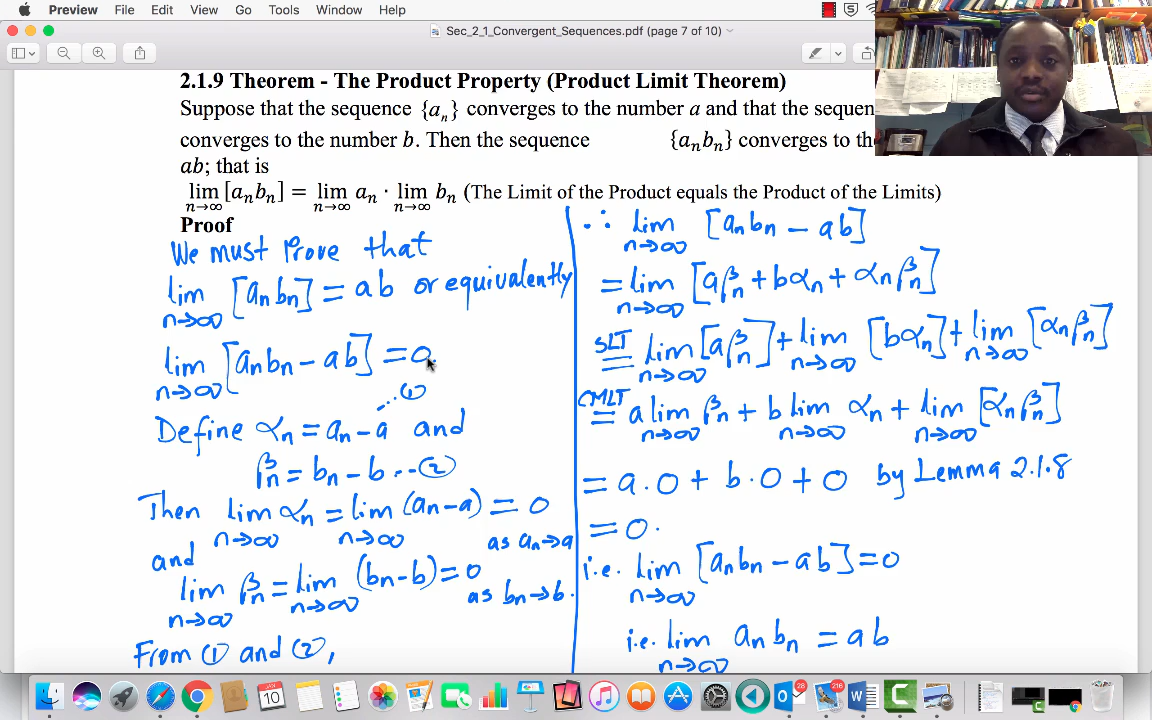 Preview File Edit View Go Tools Window Help
Sec_2_1_Convergent_Sequences.pdf (page 7 of 10)
2.1.9 Theorem - The Product Property (Product Limit Theorem)
Suppose that the sequence {aₙ} converges to the number a and that the sequen
converges to the number b. Then the sequence {aₙbₙ} converges to th
ab; that is
lim n→∞ [aₙbₙ] = lim n→∞ aₙ · lim n→∞ bₙ (The Limit of the Product equals the Product of the Limits)
Proof
We must prove that
lim n→∞ [aₙbₙ] = ab or equivalently
lim n→∞ [aₙbₙ − ab] = 0.
Define αₙ = aₙ − a ...① and
βₙ = bₙ − b ...②
Then lim n→∞ αₙ = lim n→∞ (aₙ − a) = 0
as aₙ → a
and
lim n→∞ βₙ = lim n→∞ (bₙ − b) = 0
as bₙ → b.
From ① and ②,
∴ lim n→∞ [aₙbₙ − ab]
= lim n→∞ [aβₙ + bαₙ + αₙβₙ]
SLT = lim n→∞ [aβₙ] + lim n→∞ [bαₙ] + lim n→∞ [αₙβₙ]
CMLT = a lim n→∞ βₙ + b lim n→∞ αₙ + lim n→∞ [αₙβₙ]
= a.0 + b.0 + 0 by Lemma 2.1.8
= 0.
i.e. lim n→∞ [aₙbₙ − ab] = 0
i.e. lim n→∞ aₙbₙ = ab
10
28
216